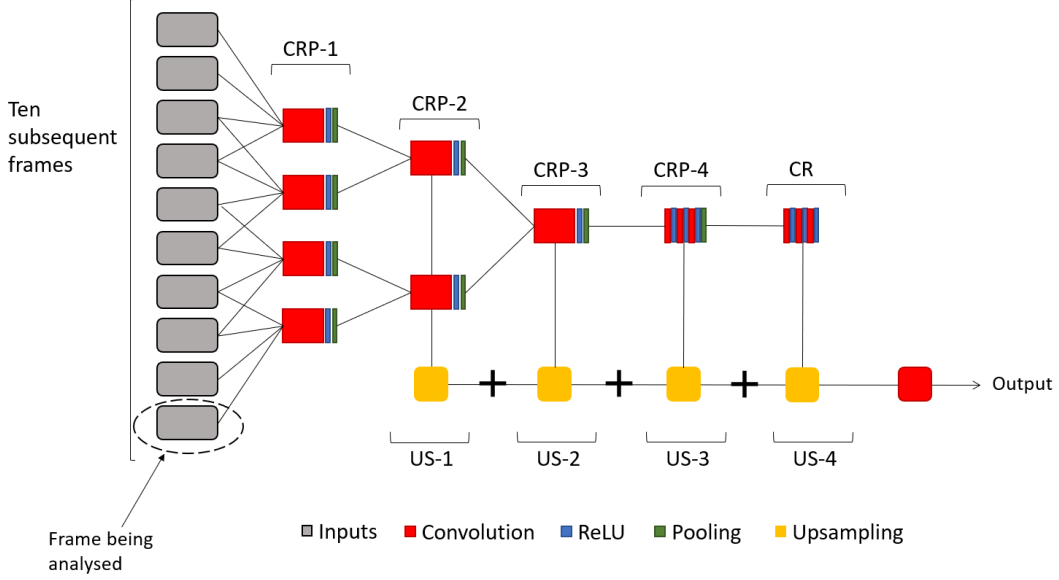 CRP-1
CRP-2
Ten
subsequent
frames
CRP-3
CRP-4
CR
Output
US-1
US-2
US-3
US-4
Inputs
Convolution
ReLU
Pooling
Upsampling
Frame being
analysed